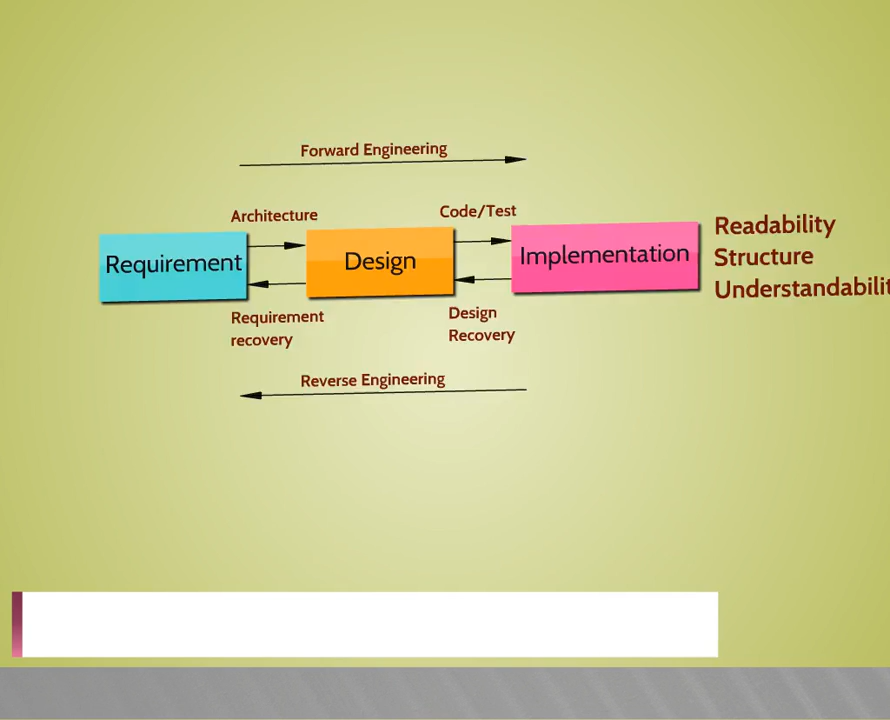 Forward Engineering
Architecture
Code/Test
Requirement
Design
Implementation
Readability
Structure
Understandabilit
Requirement
recovery
Design
Recovery
Reverse Engineering